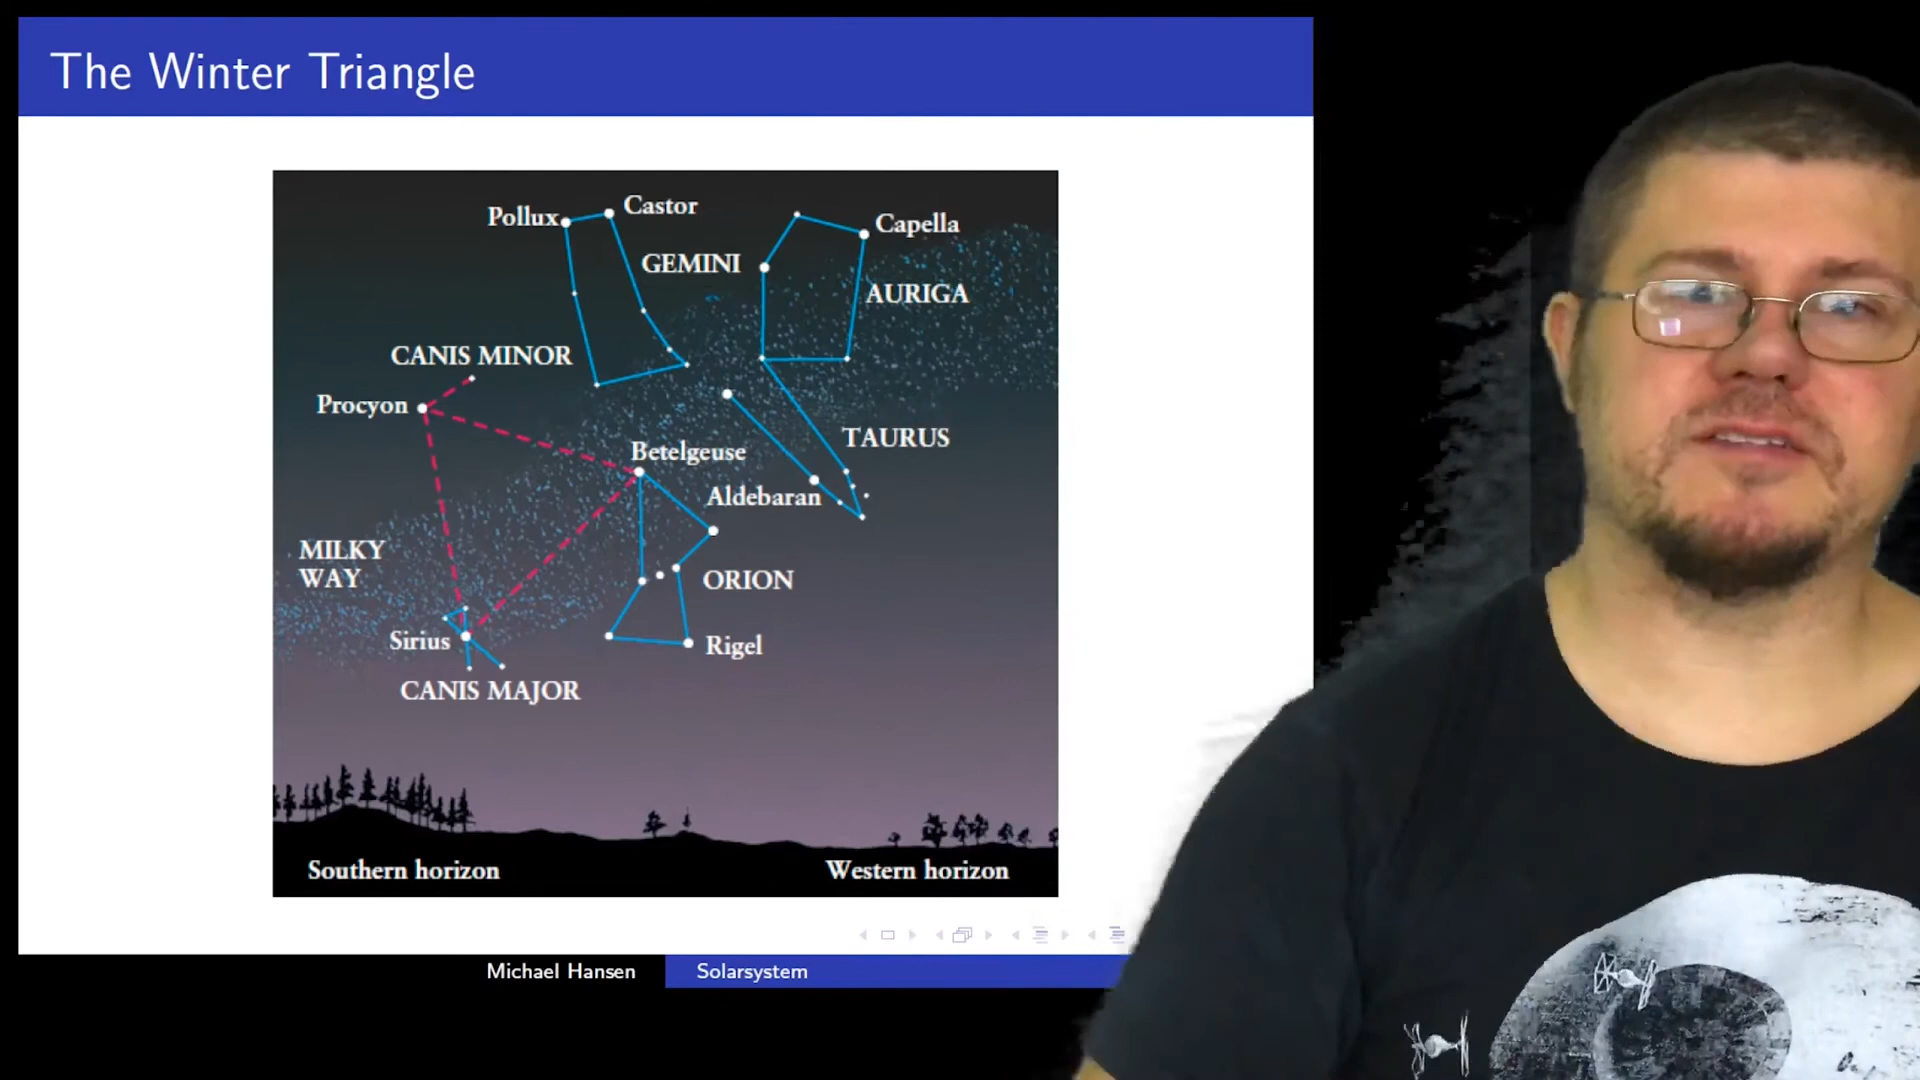 The Winter Triangle
Pollux
Castor
Capella
GEMINI
AURIGA
CANIS MINOR
Procyon
TAURUS
Betelgeuse
Aldebaran
MILKY
WAY
ORION
Sirius
Rigel
CANIS MAJOR
Southern horizon
Western horizon
Michael Hansen
Solarsystem